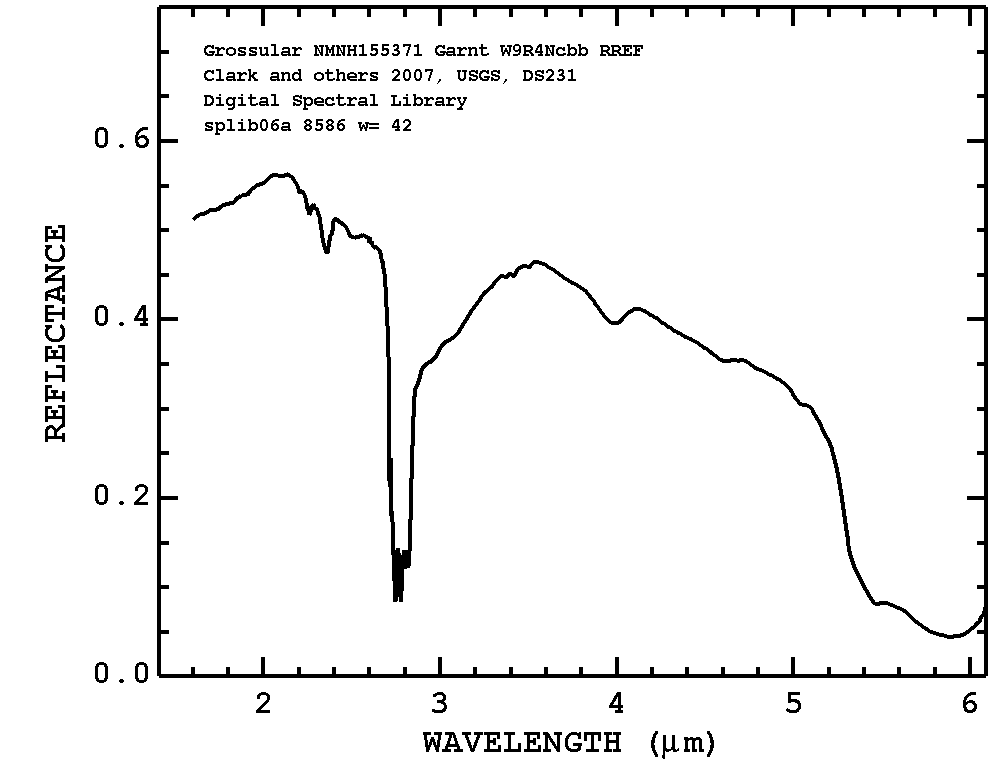 Grossular NMNH155371 Garnt W9R4Ncbb RREF
Clark and others 2007, USGS, DS231
Digital Spectral Library
splib06a 8586 w= 42
0.6
0.4
0.2
0.0
REFLECTANCE
2 3 4 5 6
WAVELENGTH (μm)